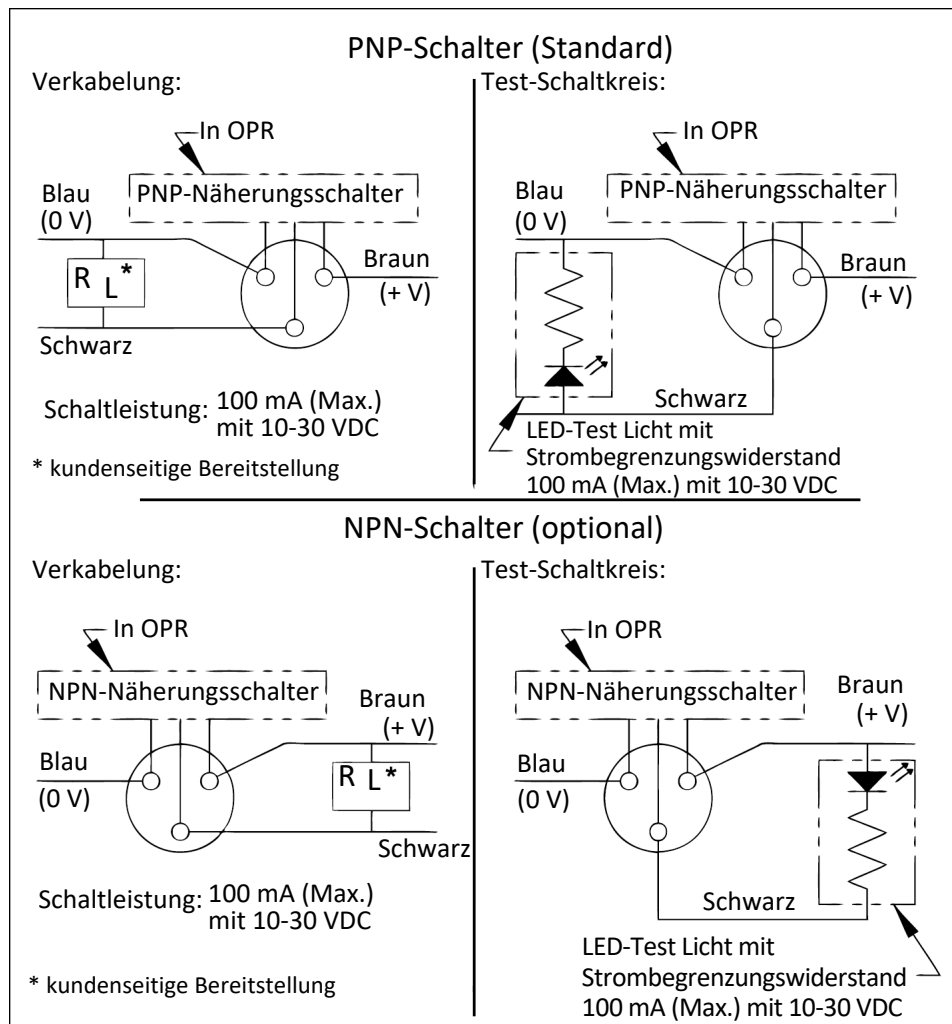 PNP-Schalter (Standard)
Verkabelung:
In OPR
PNP-Näherungsschalter
Blau
(0 V)
R L*
Braun
(+ V)
Schwarz
Schaltleistung: 100 mA (Max.)
mit 10-30 VDC
* kundenseitige Bereitstellung
Test-Schaltkreis:
In OPR
PNP-Näherungsschalter
Blau
(0 V)
Braun
(+ V)
Schwarz
LED-Test Licht mit
Strombegrenzungswiderstand
100 mA (Max.) mit 10-30 VDC
NPN-Schalter (optional)
Verkabelung:
In OPR
NPN-Näherungsschalter
Braun
(+ V)
Blau
(0 V)
R L*
Schwarz
Schaltleistung: 100 mA (Max.)
mit 10-30 VDC
* kundenseitige Bereitstellung
Test-Schaltkreis:
In OPR
NPN-Näherungsschalter
Braun
(+ V)
Blau
(0 V)
Schwarz
LED-Test Licht mit
Strombegrenzungswiderstand
100 mA (Max.) mit 10-30 VDC